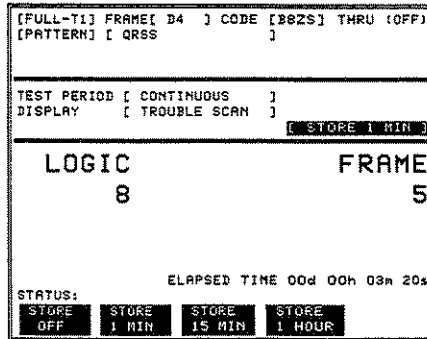 [FULL-T1] FRAME[ D4 ] CODE [B8ZS] THRU (OFF)
[PATTERN] [ QRSS ]
TEST PERIOD [ CONTINUOUS ]
DISPLAY [ TROUBLE SCAN ]
[ STORE 1 MIN ]
LOGIC FRAME
8 5
ELAPSED TIME 00d 00h 03m 20s
STATUS:
STORE STORE STORE STORE
OFF 1 MIN 15 MIN 1 HOUR